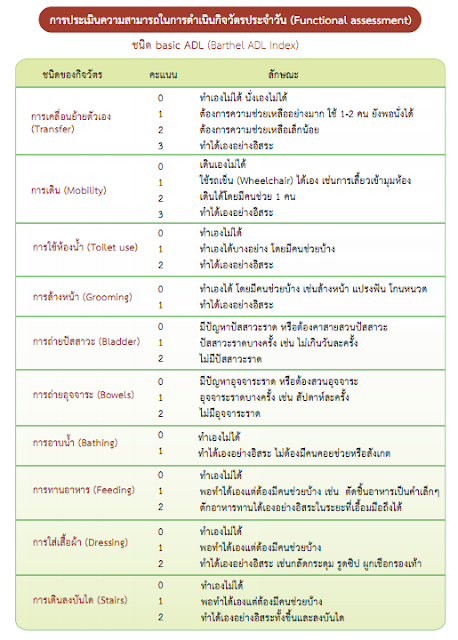 การประเมินความสามารถในการดำเนินกิจวัตรประจำวัน (Functional assessment)
ชนิด basic ADL (Barthel ADL Index)
ชนิดของกิจวัตร คะแนน ลักษณะ
การเคลื่อนย้ายตัวเอง (Transfer)
0 ทำเองไม่ได้ นั่งเองไม่ได้
1 ต้องการความช่วยเหลืออย่างมาก ใช้ 1-2 คน ยังพอนั่งได้
2 ต้องการความช่วยเหลือเล็กน้อย
3 ทำได้เองอย่างอิสระ
การเดิน (Mobility)
0 เดินเองไม่ได้
1 ใช้รถเข็น (Wheelchair) ได้เอง เช่นการเลี้ยวเข้ามุมห้อง
2 เดินได้โดยมีคนช่วย 1 คน
3 ทำได้เองอย่างอิสระ
การใช้ห้องน้ำ (Toilet use)
0 ทำเองไม่ได้
1 ทำเองได้บางอย่าง โดยมีคนช่วยบ้าง
2 ทำได้เองอย่างอิสระ
การล้างหน้า (Grooming)
0 ทำเองได้ โดยมีคนช่วยบ้าง เช่นล้างหน้า แปรงฟัน โกนหนวด
1 ทำได้เองอย่างอิสระ
การถ่ายปัสสาวะ (Bladder)
0 มีปัญหาปัสสาวะราด หรือต้องคาสายสวนปัสสาวะ
1 ปัสสาวะราดบางครั้ง เช่น ไม่เกินวันละครั้ง
2 ไม่มีปัสสาวะราด
การถ่ายอุจจาระ (Bowels)
0 มีปัญหาอุจจาระราด หรือต้องสวนอุจจาระ
1 อุจจาระราดบางครั้ง เช่น สัปดาห์ละครั้ง
2 ไม่มีอุจจาระราด
การอาบน้ำ (Bathing)
0 ทำเองไม่ได้
1 ทำได้เองอย่างอิสระ ไม่ต้องมีคนคอยช่วยหรือสังเกต
การทานอาหาร (Feeding)
0 ทำเองไม่ได้
1 พอทำได้เองแต่ต้องมีคนช่วยบ้าง เช่น ตัดชิ้นอาหารเป็นคำเล็กๆ
2 ตักอาหารทานได้เองอย่างอิสระในระยะที่เอื้อมมือถึงได้
การใส่เสื้อผ้า (Dressing)
0 ทำเองไม่ได้
1 พอทำได้เองแต่ต้องมีคนช่วยบ้าง
2 ทำได้เองอย่างอิสระ เช่นกลัดกระดุม รูดซิป ผูกเชือกรองเท้า
การเดินลงบันได (Stairs)
0 ทำเองไม่ได้
1 พอทำได้เองแต่ต้องมีคนช่วยบ้าง
2 ทำได้เองอย่างอิสระทั้งขึ้นและลงบันได